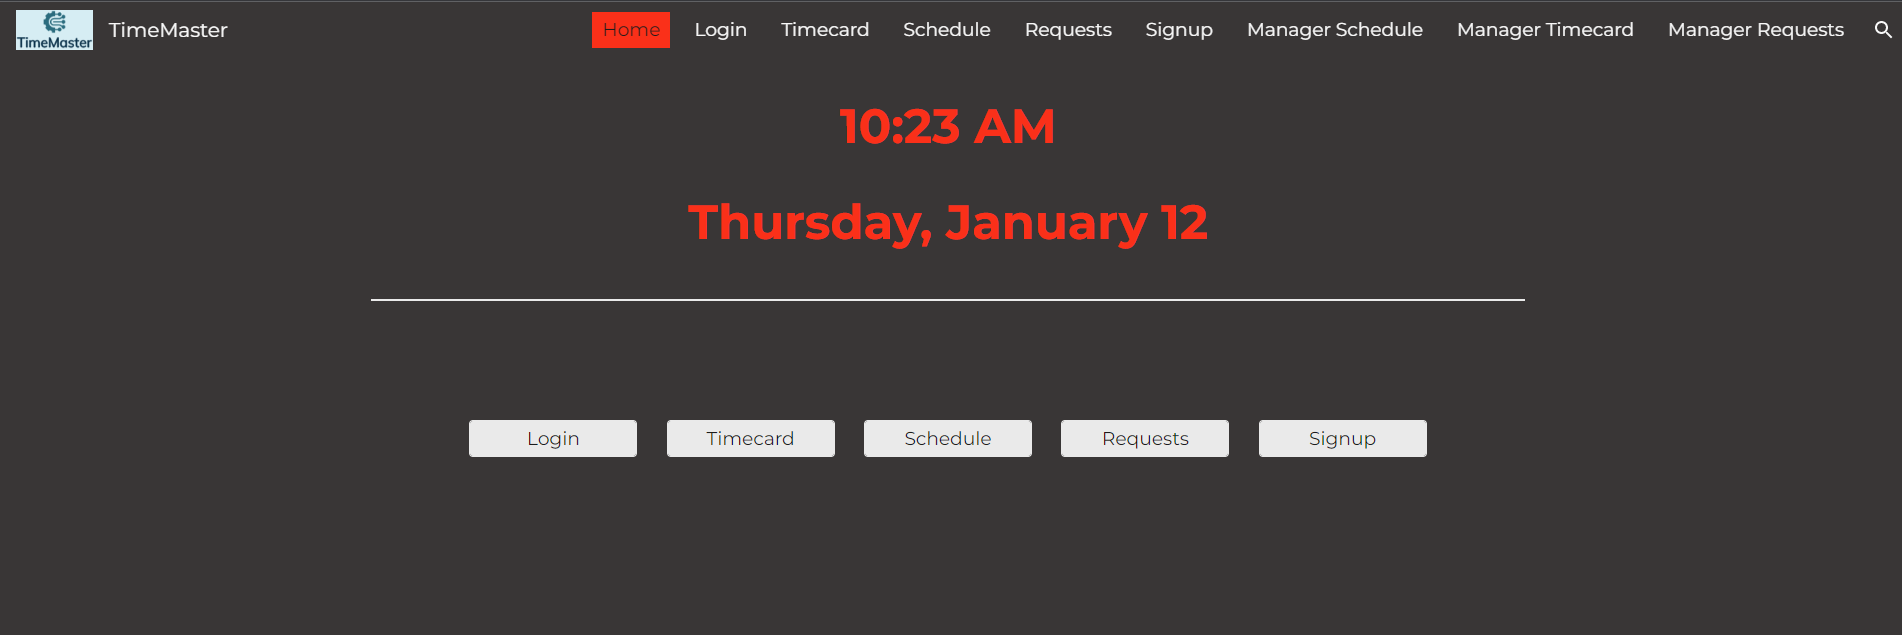 TimeMaster
TimeMaster
Home Login Timecard Schedule Requests Signup Manager Schedule Manager Timecard Manager Requests
10:23 AM
Thursday, January 12
Login Timecard Schedule Requests Signup